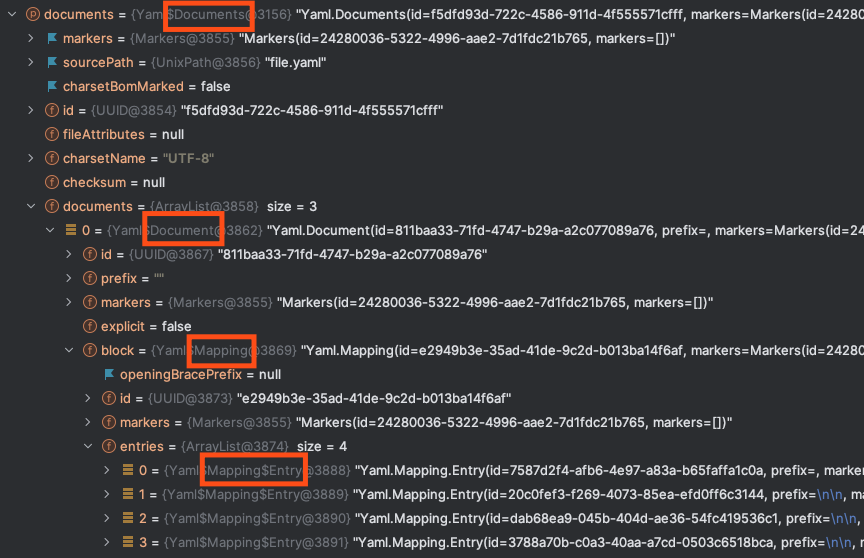 documents = {Yaml$Documents@3156} "Yaml.Documents(id=f5dfd93d-722c-4586-911d-4f555571cfff, markers=Markers(id=24280
markers = {Markers@3855} "Markers(id=24280036-5322-4996-aae2-7d1fdc21b765, markers=[])"
sourcePath = {UnixPath@3856} "file.yaml"
charsetBomMarked = false
id = {UUID@3854} "f5dfd93d-722c-4586-911d-4f555571cfff"
fileAttributes = null
charsetName = "UTF-8"
checksum = null
documents = {ArrayList@3858} size = 3
0 = {Yaml$Document@3862} "Yaml.Document(id=811baa33-71fd-4747-b29a-a2c077089a76, prefix=, markers=Markers(id=24
id = {UUID@3867} "811baa33-71fd-4747-b29a-a2c077089a76"
prefix = ""
markers = {Markers@3855} "Markers(id=24280036-5322-4996-aae2-7d1fdc21b765, markers=[])"
explicit = false
block = {Yaml$Mapping@3869} "Yaml.Mapping(id=e2949b3e-35ad-41de-9c2d-b013ba14f6af, markers=Markers(id=24280
openingBracePrefix = null
id = {UUID@3873} "e2949b3e-35ad-41de-9c2d-b013ba14f6af"
markers = {Markers@3855} "Markers(id=24280036-5322-4996-aae2-7d1fdc21b765, markers=[])"
entries = {ArrayList@3874} size = 4
0 = {Yaml$Mapping$Entry@3888} "Yaml.Mapping.Entry(id=7587d2f4-afb6-4e97-a83a-b65faffa1c0a, prefix=, marker
1 = {Yaml$Mapping$Entry@3889} "Yaml.Mapping.Entry(id=20c0fef3-f269-4073-85ea-efd0ff6c3144, prefix=\n\n, ma
2 = {Yaml$Mapping$Entry@3890} "Yaml.Mapping.Entry(id=dab68ea9-045b-404d-ae36-54fc419536c1, prefix=\n\n,
3 = {Yaml$Mapping$Entry@3891} "Yaml.Mapping.Entry(id=3788a70b-c0a3-40aa-a7cd-0503c6518bca, prefix=\n\n,